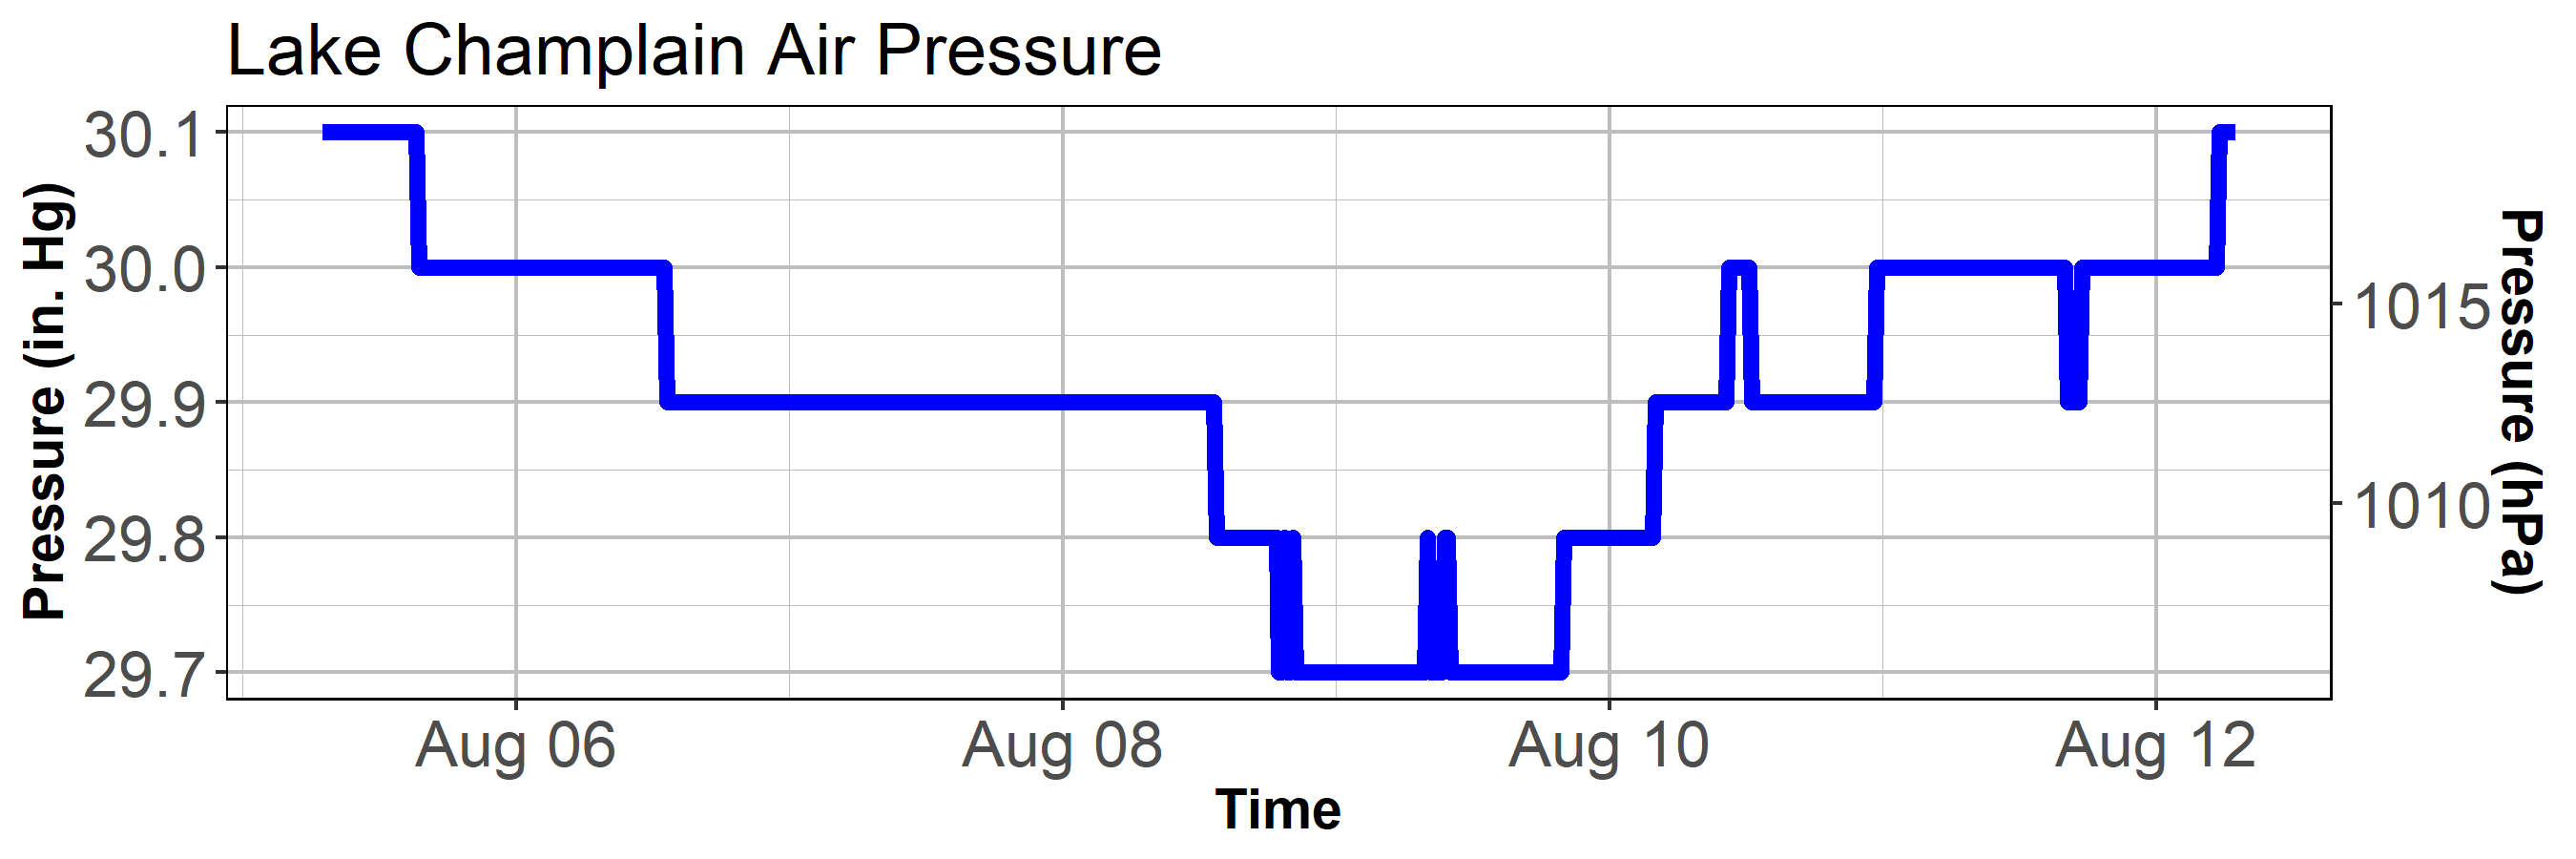 Lake Champlain Air Pressure
Pressure (in. Hg)
30.1
30.0
29.9
29.8
29.7
1015
1010
Pressure (hPa)
Aug 06
Aug 08
Aug 10
Aug 12
Time